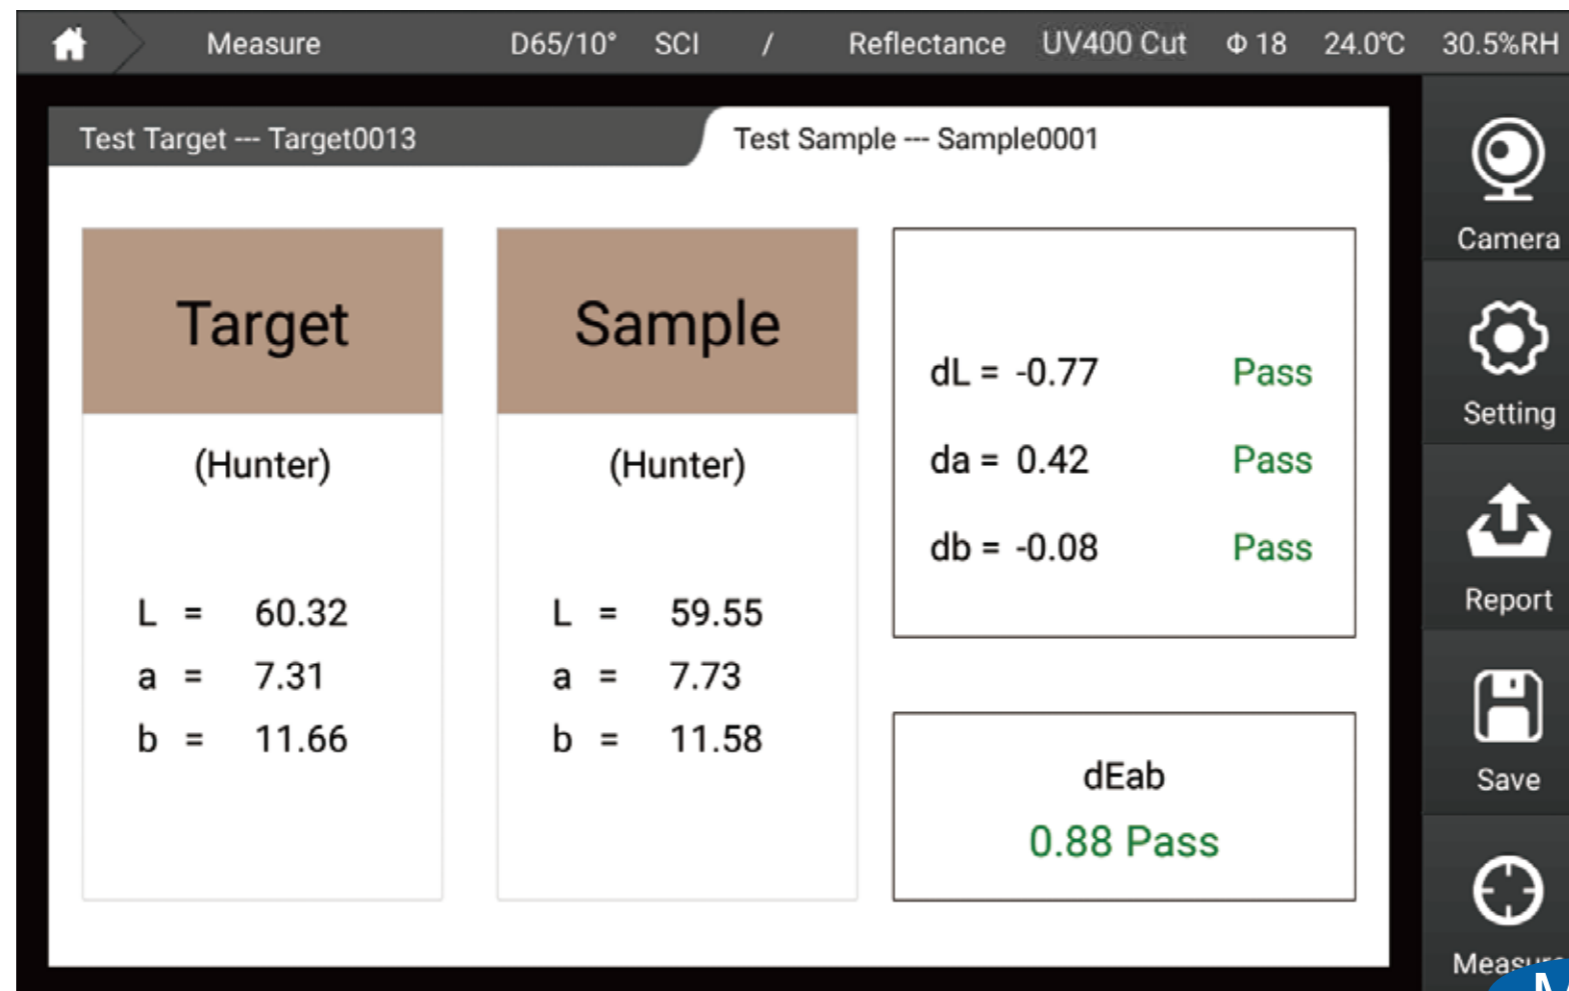 Measure D65/10° SCI / Reflectance UV400 Cut Φ 18 24.0℃ 30.5%RH
Test Target --- Target0013
Test Sample --- Sample0001
Target
(Hunter)
L = 60.32
a = 7.31
b = 11.66
Sample
(Hunter)
L = 59.55
a = 7.73
b = 11.58
dL = -0.77 Pass
da = 0.42 Pass
db = -0.08 Pass
dEab
0.88 Pass
Camera
Setting
Report
Save
Measure